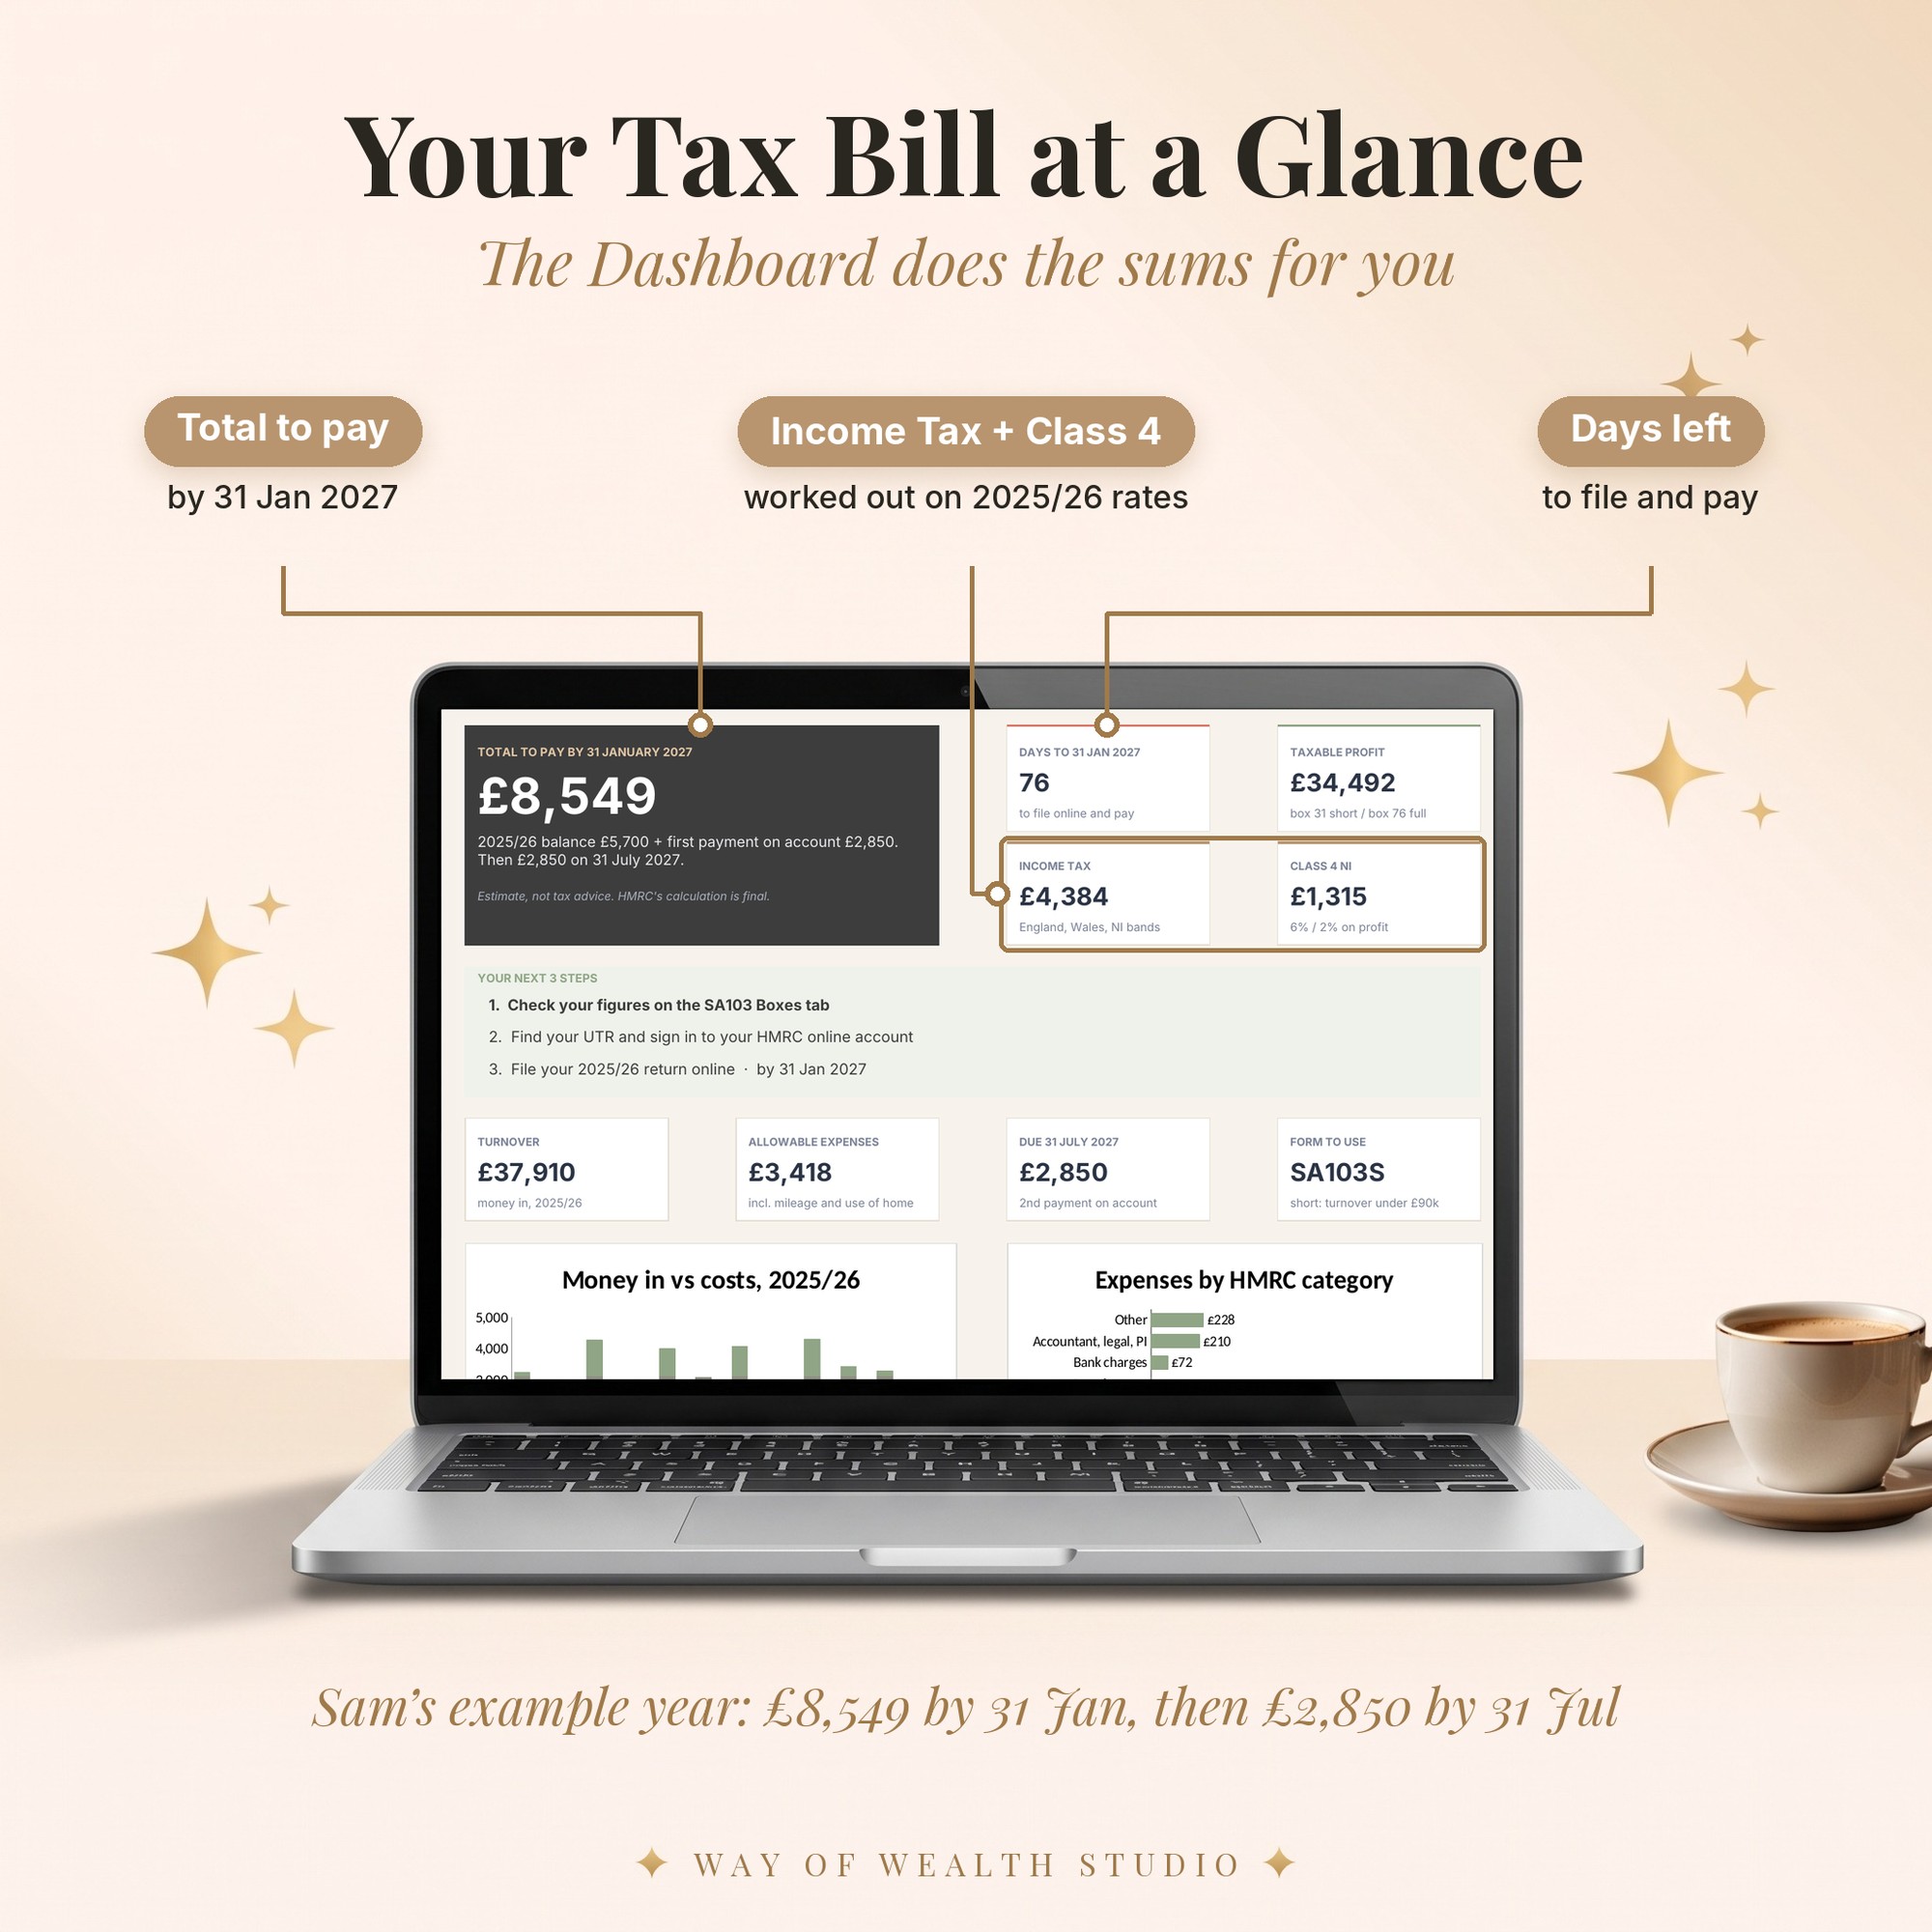 Your Tax Bill at a Glance
The Dashboard does the sums for you
Total to pay
by 31 Jan 2027
Income Tax + Class 4
worked out on 2025/26 rates
Days left
to file and pay
TOTAL TO PAY BY 31 JANUARY 2027
£8,549
2025/26 balance £5,700 + first payment on account £2,850.
Then £2,850 on 31 July 2027.
Estimate, not tax advice. HMRC's calculation is final.
DAYS TO 31 JAN 2027
76
to file online and pay
TAXABLE PROFIT
£34,492
box 31 short / box 76 full
INCOME TAX
£4,384
England, Wales, NI bands
CLASS 4 NI
£1,315
6% / 2% on profit
YOUR NEXT 3 STEPS
1. Check your figures on the SA103 Boxes tab
2. Find your UTR and sign in to your HMRC online account
3. File your 2025/26 return online · by 31 Jan 2027
TURNOVER
£37,910
money in, 2025/26
ALLOWABLE EXPENSES
£3,418
incl. mileage and use of home
DUE 31 JULY 2027
£2,850
2nd payment on account
FORM TO USE
SA103S
short: turnover under £90k
Money in vs costs, 2025/26
5,000
4,000
Expenses by HMRC category
Other £228
Accountant, legal, PI £210
Bank charges £72
Sam's example year: £8,549 by 31 Jan, then £2,850 by 31 Jul
WAY OF WEALTH STUDIO